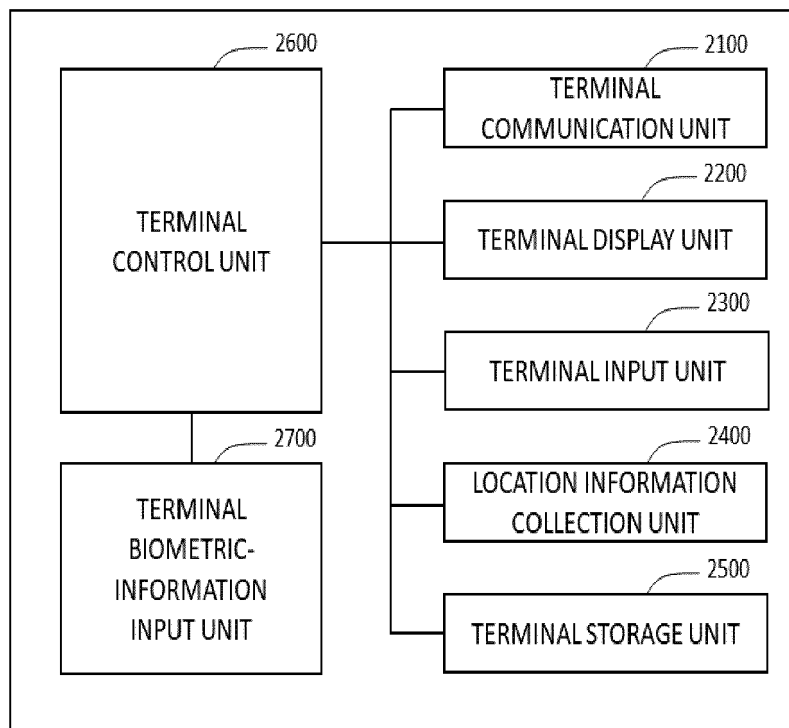 2600
TERMINAL
CONTROL UNIT
2700
TERMINAL
BIOMETRIC-
INFORMATION
INPUT UNIT
2100
TERMINAL
COMMUNICATION UNIT
2200
TERMINAL DISPLAY UNIT
2300
TERMINAL INPUT UNIT
2400
LOCATION INFORMATION
COLLECTION UNIT
2500
TERMINAL STORAGE UNIT